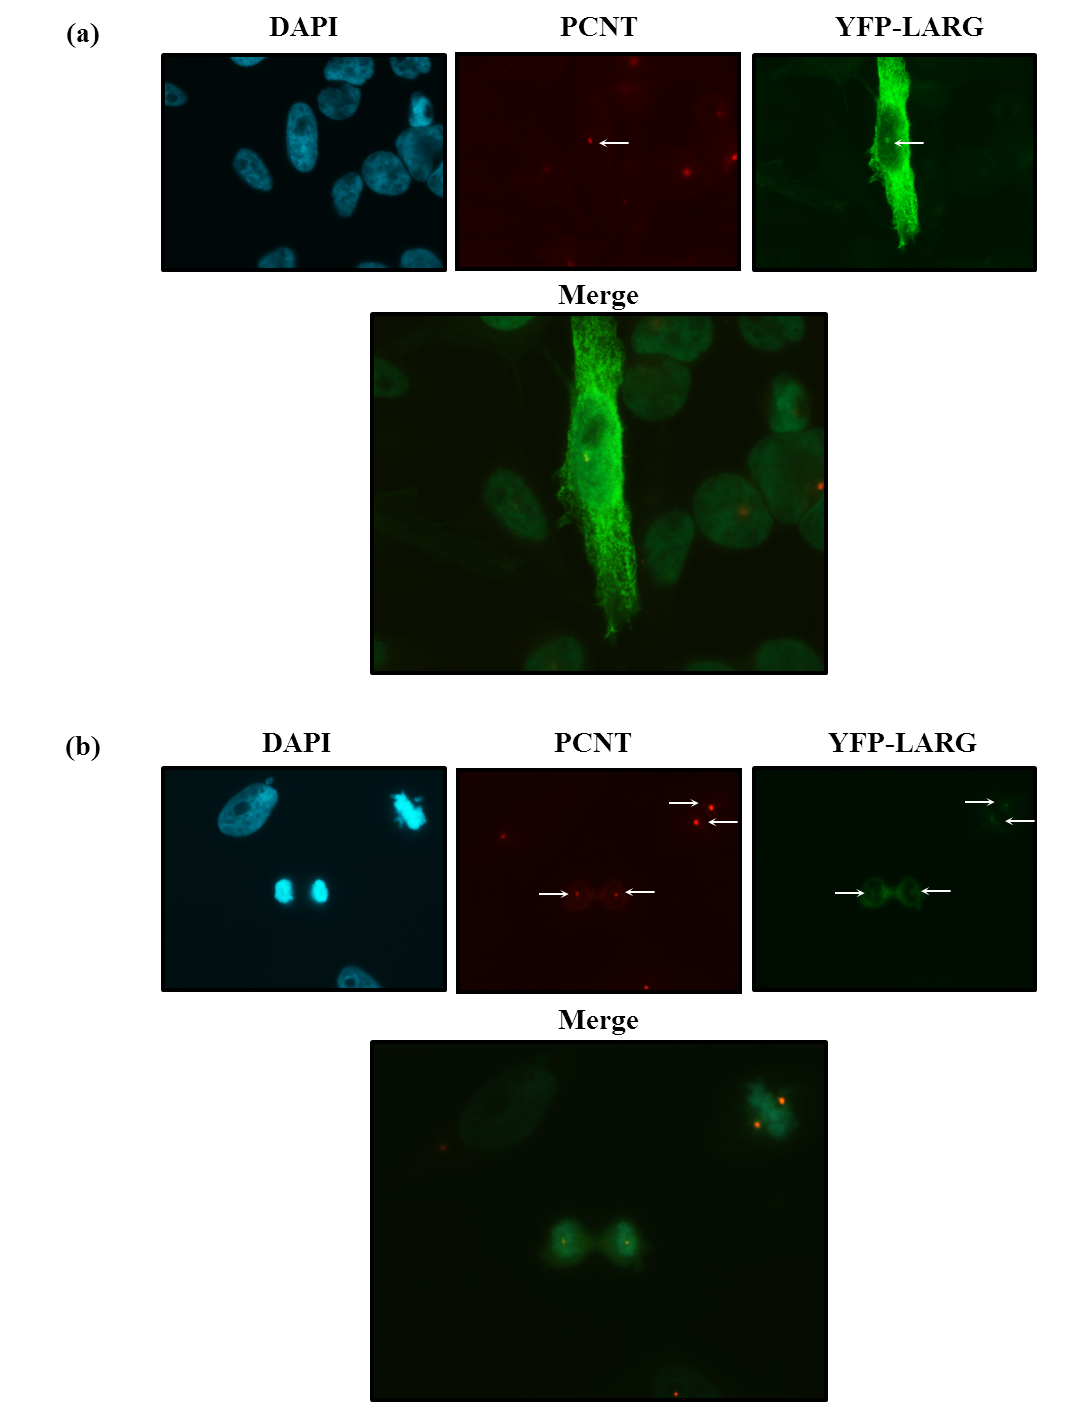 (a)
DAPI PCNT YFP-LARG
Merge
(b)
DAPI PCNT YFP-LARG
Merge